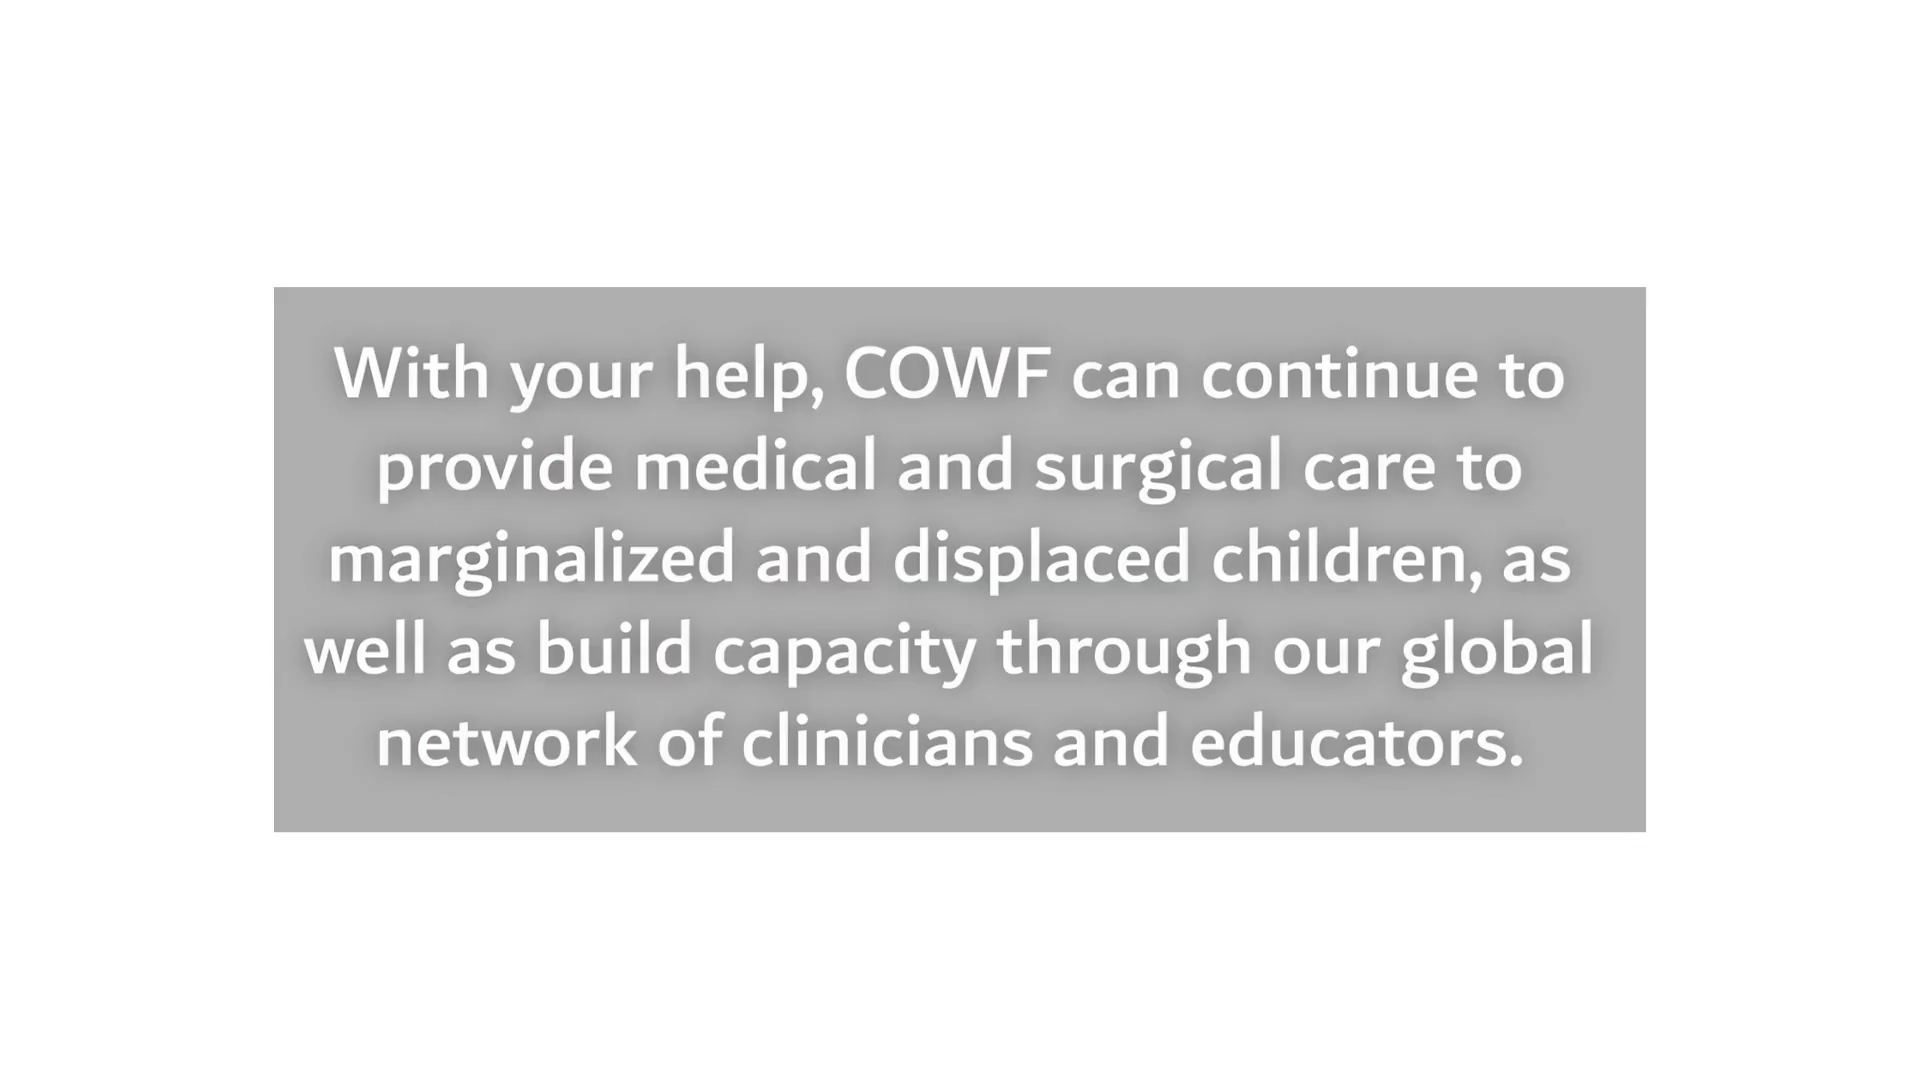 With your help, COWF can continue to
provide medical and surgical care to
marginalized and displaced children, as
well as build capacity through our global
network of clinicians and educators.